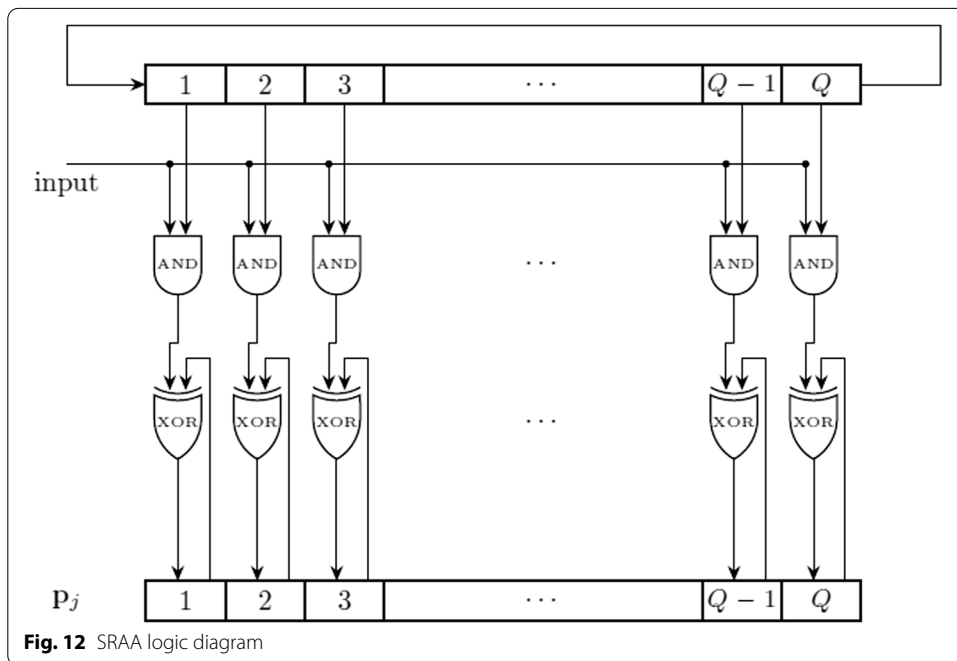 1 2 3 ··· Q − 1 Q
input
AND AND AND ··· AND AND
XOR XOR XOR ··· XOR XOR
p_j 1 2 3 ··· Q − 1 Q
Fig. 12 SRAA logic diagram